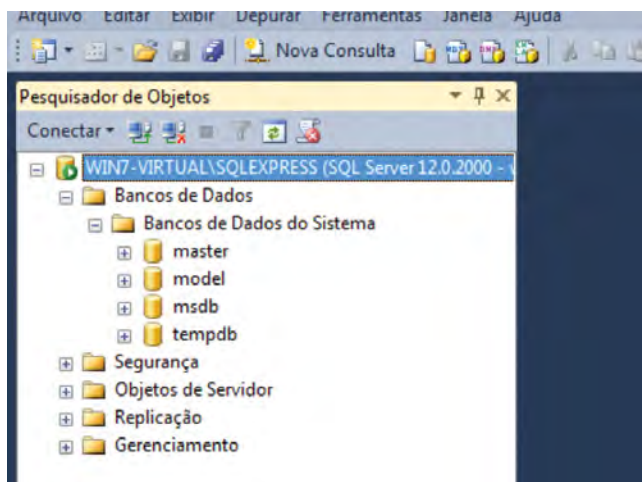 Arquivo Editar Exibir Depurar Ferramentas Janela Ajuda
Nova Consulta
Pesquisador de Objetos
Conectar
WIN7-VIRTUAL\SQLEXPRESS (SQL Server 12.0.2000 -
Bancos de Dados
Bancos de Dados do Sistema
master
model
msdb
tempdb
Segurança
Objetos de Servidor
Replicação
Gerenciamento